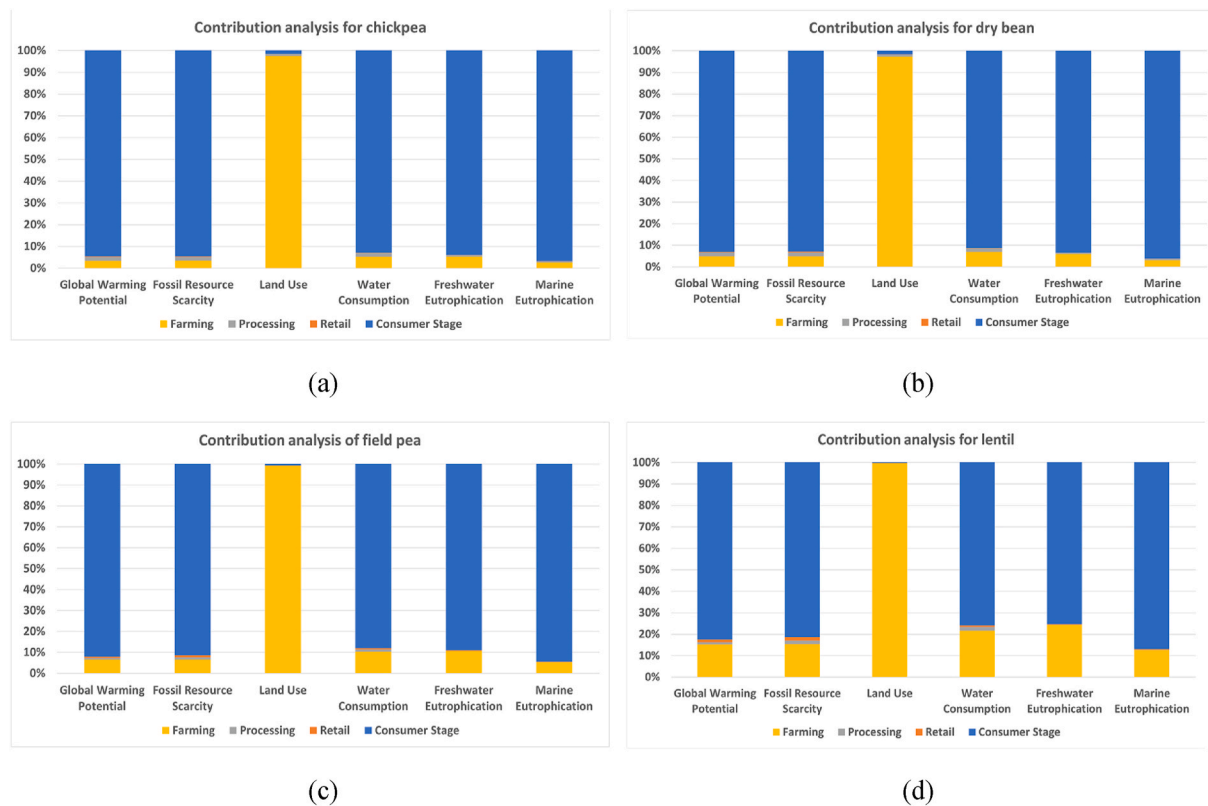 Contribution analysis for chickpea
100%
90%
80%
70%
60%
50%
40%
30%
20%
10%
0%
Global Warming Fossil Resource Land Use Water Freshwater Marine
Potential Scarcity Consumption Eutrophication Eutrophication
Farming Processing Retail Consumer Stage
(a)
Contribution analysis for dry bean
100%
90%
80%
70%
60%
50%
40%
30%
20%
10%
0%
Global Warming Fossil Resource Land Use Water Freshwater Marine
Potential Scarcity Consumption Eutrophication Eutrophication
Farming Processing Retail Consumer Stage
(b)
Contribution analysis of field pea
100%
90%
80%
70%
60%
50%
40%
30%
20%
10%
0%
Global Warming Fossil Resource Land Use Water Freshwater Marine
Potential Scarcity Consumption Eutrophication Eutrophication
Farming Processing Retail Consumer Stage
(c)
Contribution analysis for lentil
100%
90%
80%
70%
60%
50%
40%
30%
20%
10%
0%
Global Warming Fossil Resource Land Use Water Freshwater Marine
Potential Scarcity Consumption Eutrophication Eutrophication
Farming Processing Retail Consumer Stage
(d)